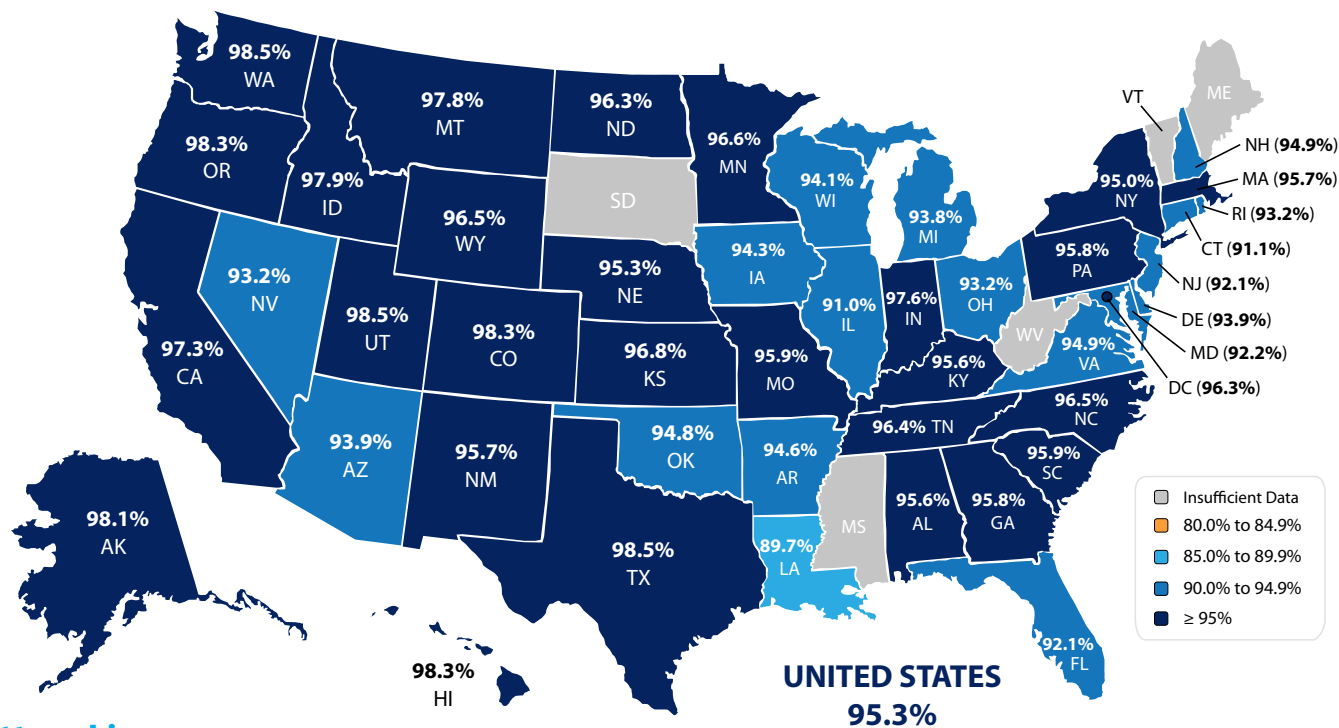 98.5%
WA
98.3%
OR
97.9%
ID
97.8%
MT
96.3%
ND
96.6%
MN
SD
96.5%
WY
93.2%
NV
97.3%
CA
98.5%
UT
98.3%
CO
95.3%
NE
96.8%
KS
94.3%
IA
94.1%
WI
93.8%
MI
91.0%
IL
97.6%
IN
93.2%
OH
95.9%
MO
95.6%
KY
WV
94.9%
VA
95.8%
PA
95.0%
NY
VT
ME
NH (94.9%)
MA (95.7%)
RI (93.2%)
CT (91.1%)
NJ (92.1%)
DE (93.9%)
MD (92.2%)
DC (96.3%)
93.9%
AZ
95.7%
NM
94.8%
OK
94.6%
AR
96.4% TN
96.5%
NC
95.9%
SC
98.5%
TX
89.7%
LA
MS
95.6%
AL
95.8%
GA
92.1%
FL
98.1%
AK
98.3%
HI
Insufficient Data
80.0% to 84.9%
85.0% to 89.9%
90.0% to 94.9%
≥ 95%
UNITED STATES
95.3%